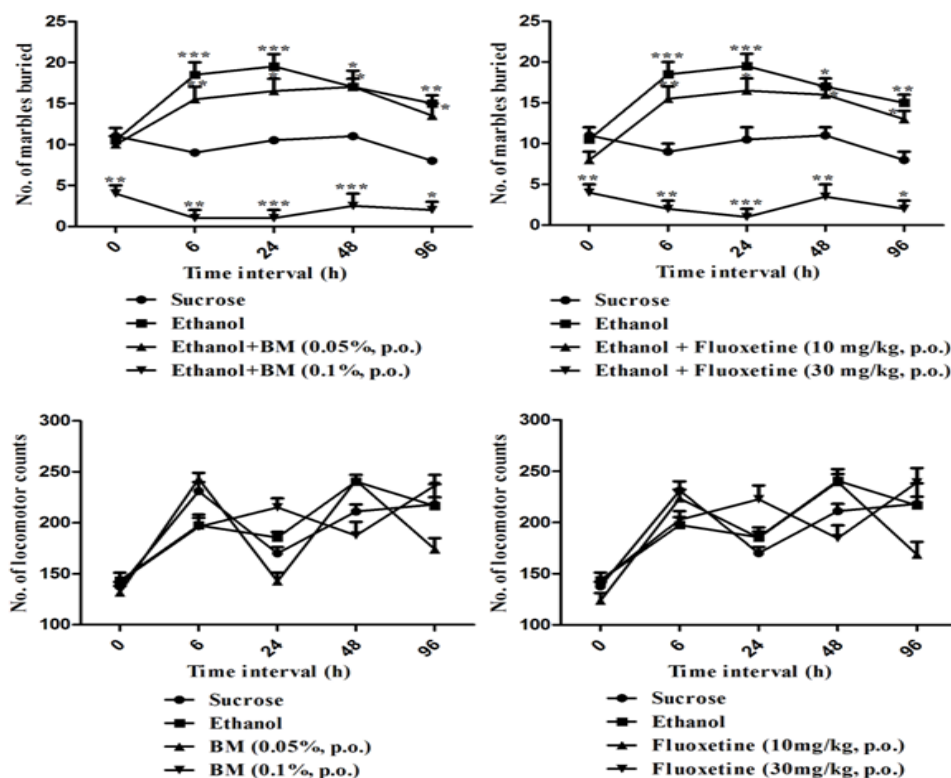 No. of marbles buried
25
20
15
10
5
0
*** *** * **
** * * *
** ** *** *** *
0 6 24 48 96
Time interval (h)
Sucrose
Ethanol
Ethanol+BM (0.05%, p.o.)
Ethanol+BM (0.1%, p.o.)
No. of marbles buried
25
20
15
10
5
0
*** *** * **
** * * *
** ** *** ** *
0 6 24 48 96
Time interval (h)
Sucrose
Ethanol
Ethanol + Fluoxetine (10 mg/kg, p.o.)
Ethanol + Fluoxetine (30 mg/kg, p.o.)
No. of locomotor counts
300
250
200
150
100
0 6 24 48 96
Time interval (h)
Sucrose
Ethanol
BM (0.05%, p.o.)
BM (0.1%, p.o.)
No. of locomotor counts
300
250
200
150
100
0 6 24 48 96
Time interval (h)
Sucrose
Ethanol
Fluoxetine (10mg/kg, p.o.)
Fluoxetine (30mg/kg, p.o.)